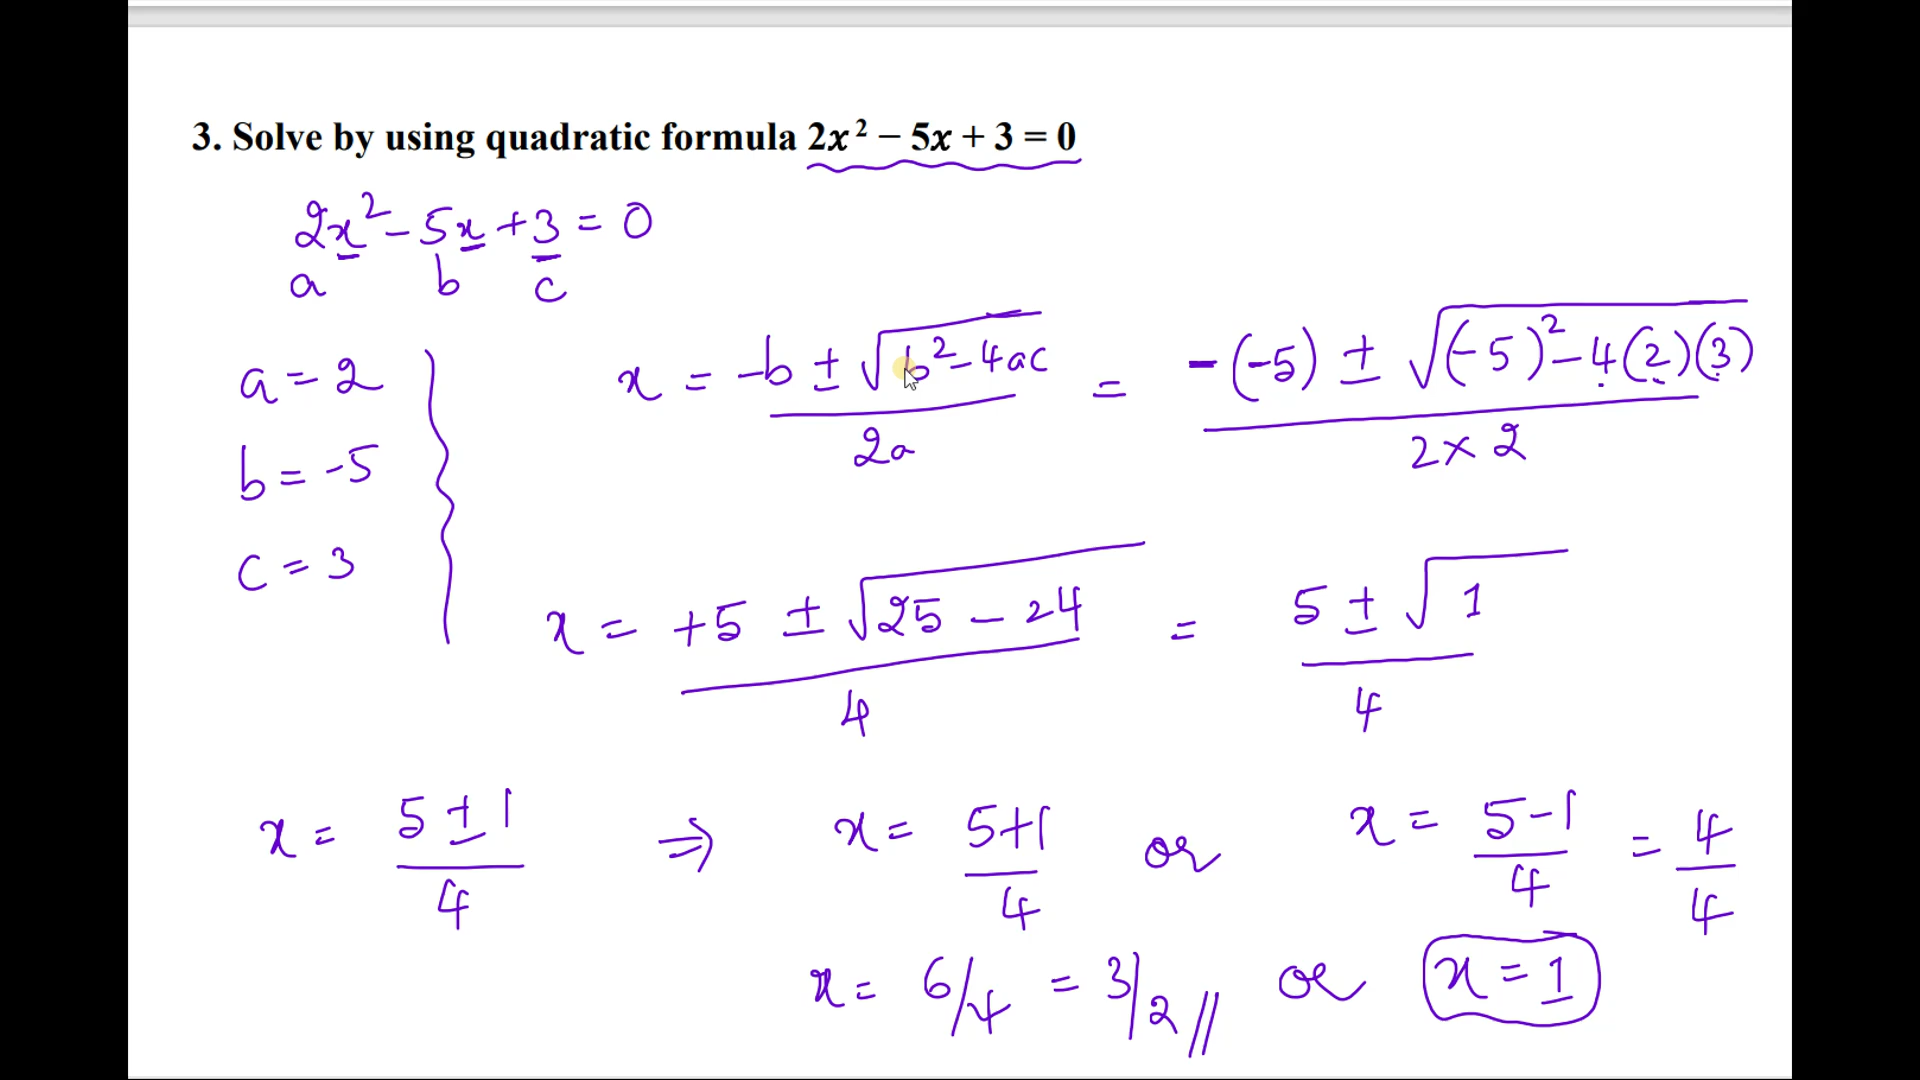 3. Solve by using quadratic formula 2x² − 5x + 3 = 0
2x² − 5x + 3 = 0
a b c
a = 2
b = -5
c = 3
x = -b ± √(b² - 4ac) / 2a = -(-5) ± √((-5)² - 4(2)(3)) / 2 × 2
x = +5 ± √(25 - 24) / 4 = 5 ± √1 / 4
x = 5 ± 1 / 4 ⇒ x = 5+1 / 4 or x = 5-1 / 4 = 4 / 4
x = 6/4 = 3/2 // or x = 1